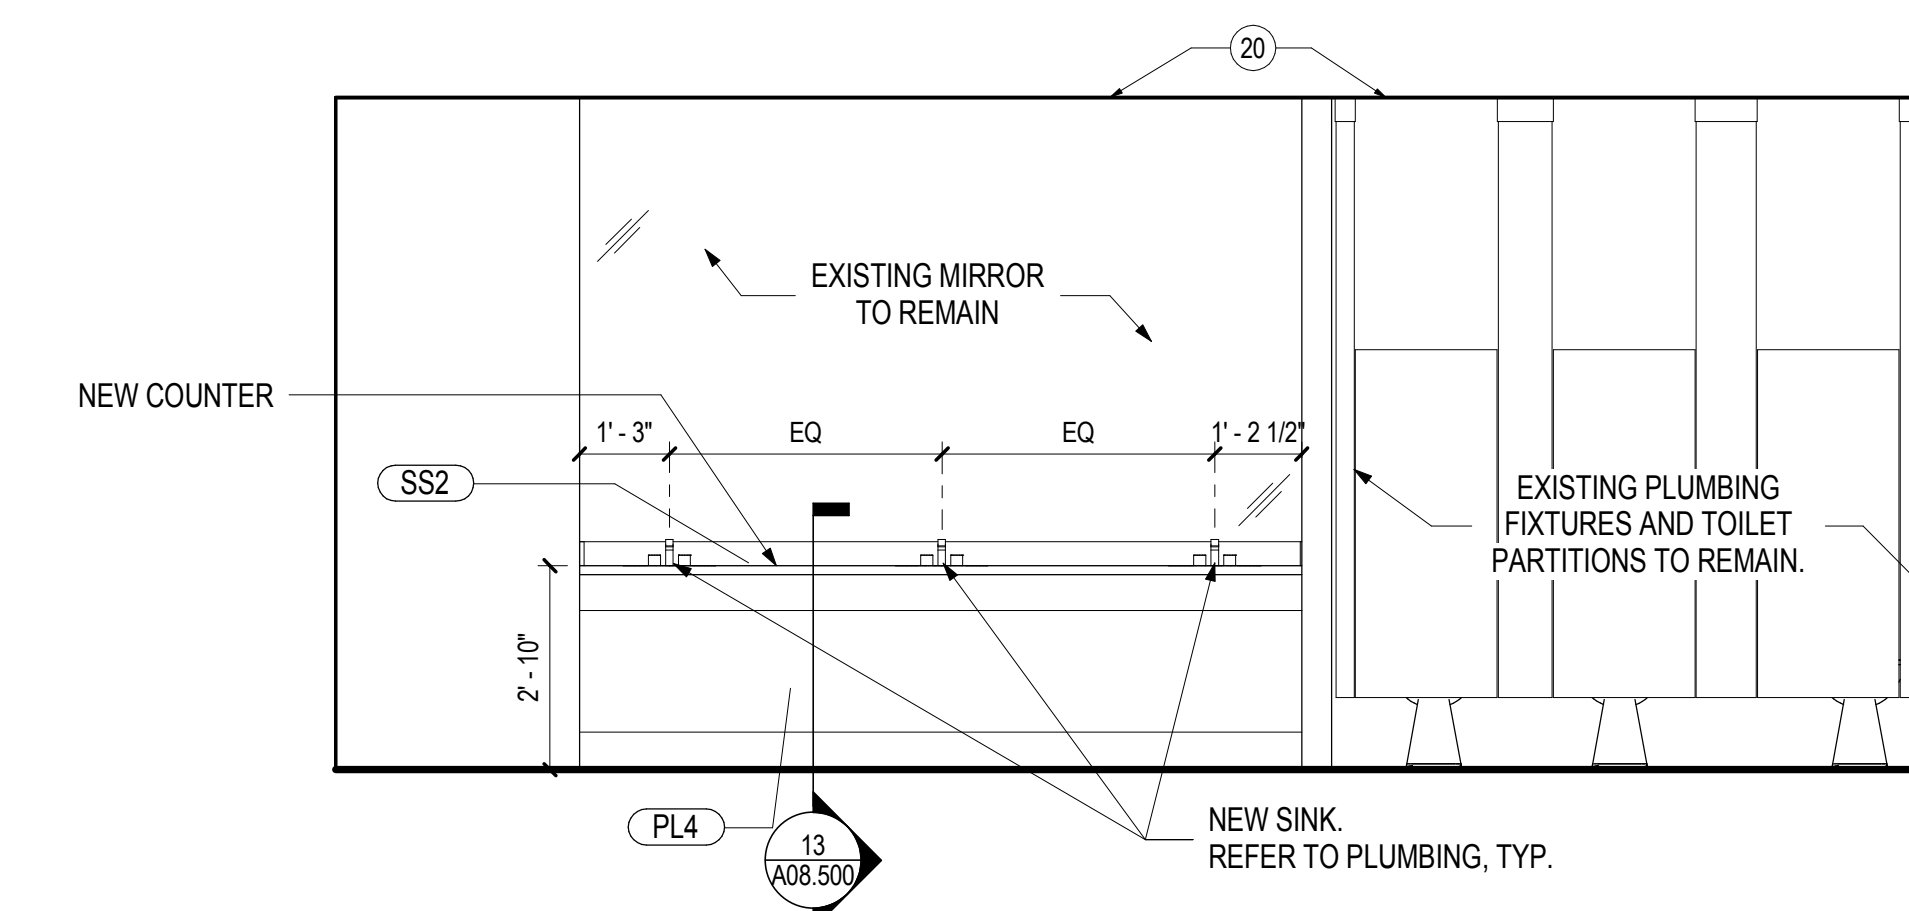 20
EXISTING MIRROR
TO REMAIN
NEW COUNTER
1' - 3"
EQ
EQ
1' - 2 1/2"
SS2
EXISTING PLUMBING
FIXTURES AND TOILET
PARTITIONS TO REMAIN.
2' - 10"
PL4
13
A08.500
NEW SINK.
REFER TO PLUMBING, TYP.